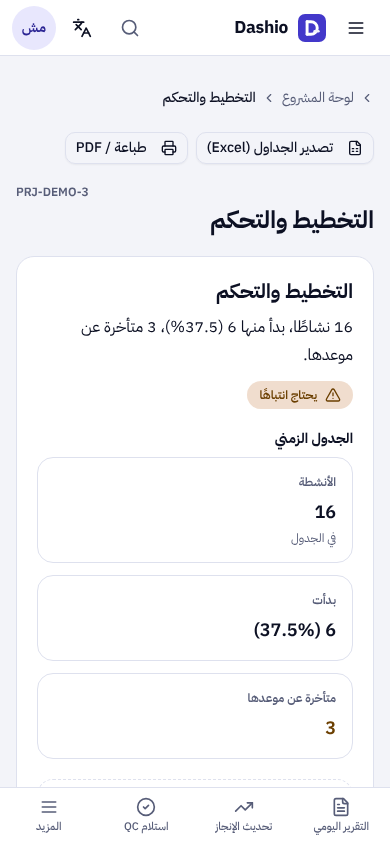 Dashio
مش
لوحة المشروع
التخطيط والتحكم
تصدير الجداول (Excel)
طباعة / PDF
PRJ-DEMO-3
التخطيط والتحكم
التخطيط والتحكم
16 نشاطًا، بدأ منها 6 (37.5%)، 3 متأخرة عن
موعدها.
يحتاج انتباهًا
الجدول الزمني
الأنشطة
16
في الجدول
بدأت
6 (37.5%)
متأخرة عن موعدها
3
التقرير اليومي
تحديث الإنجاز
استلام QC
المزيد